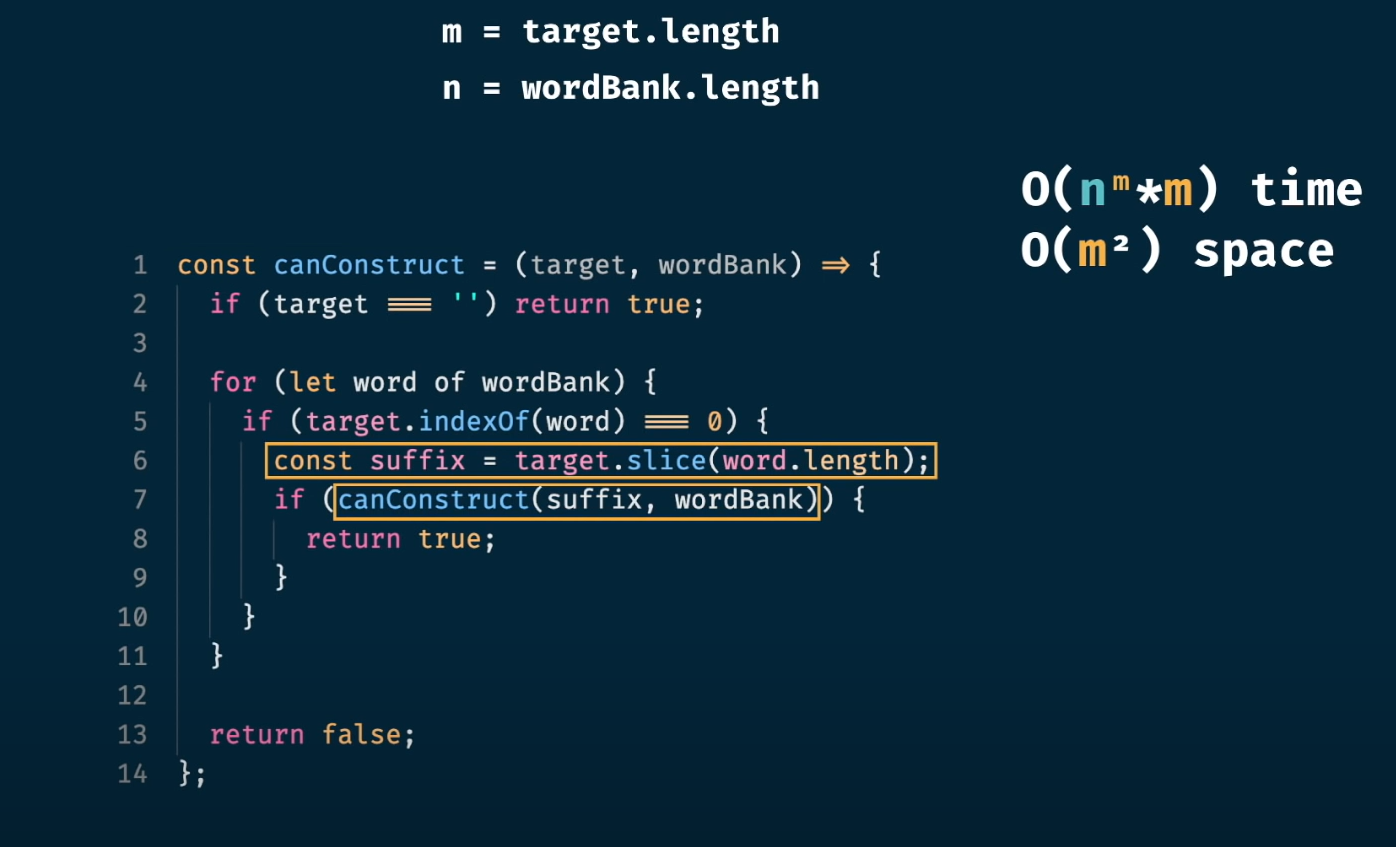 m = target.length
n = wordBank.length
O(nᵐ*m) time
O(m²) space
1 const canConstruct = (target, wordBank) => {
2 if (target === '') return true;
3
4 for (let word of wordBank) {
5 if (target.indexOf(word) === 0) {
6 const suffix = target.slice(word.length);
7 if (canConstruct(suffix, wordBank)) {
8 return true;
9 }
10 }
11 }
12
13 return false;
14 };